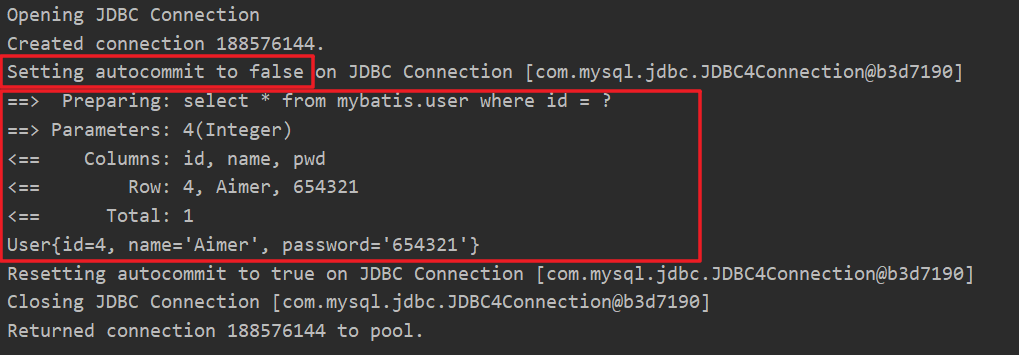 Opening JDBC Connection
Created connection 188576144.
Setting autocommit to false on JDBC Connection [com.mysql.jdbc.JDBC4Connection@b3d7190]
==>  Preparing: select * from mybatis.user where id = ?
==> Parameters: 4(Integer)
<==    Columns: id, name, pwd
<==        Row: 4, Aimer, 654321
<==      Total: 1
User{id=4, name='Aimer', password='654321'}
Resetting autocommit to true on JDBC Connection [com.mysql.jdbc.JDBC4Connection@b3d7190]
Closing JDBC Connection [com.mysql.jdbc.JDBC4Connection@b3d7190]
Returned connection 188576144 to pool.